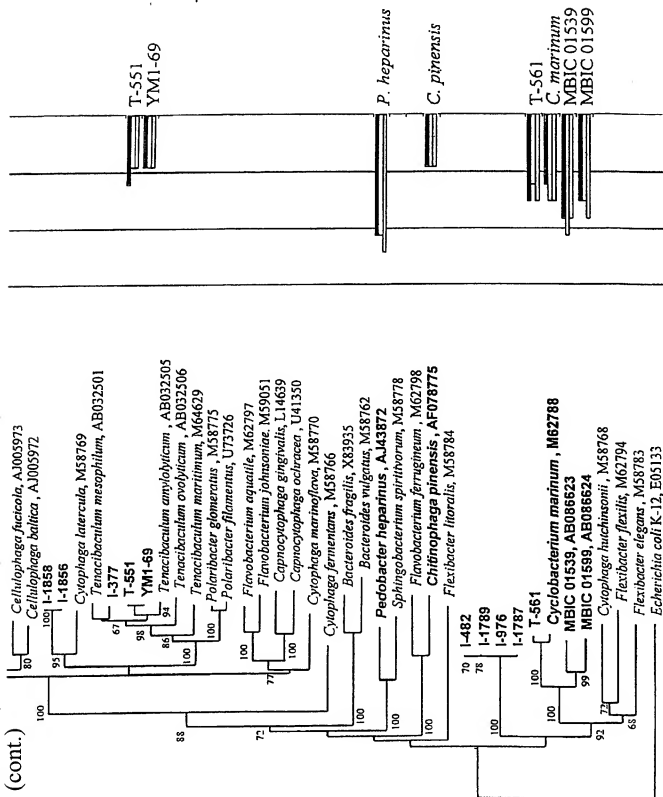 (cont.)
Cellulophaga fucicola, AJ005973
Cellulophaga baltica, AJ005972
I-1858
I-1856
Cytophaga latercula, M58769
Tenacibaculum mesophilum, AB032501
I-377
T-551
YM1-69
Tenacibaculum amylolyticum, AB032505
Tenacibaculum ovolyticum, AB032506
Tenacibaculum maritimum, M64629
Polaribacter glomeratus, M58775
Polaribacter filamentus, U73726
Flavobacterium aquatile, M62797
Flavobacterium johnsoniae, M59051
Capnocytophaga gingivalis, L14639
Capnocytophaga ochracea, U41350
Cytophaga marinoflava, M58770
Cytophaga fermentans, M58766
Bacteroides fragilis, X83935
Bacteroides vulgatus, M58762
Pedobacter heparinus, AJ43872
Sphingobacterium spiritivorum, M58778
Flavobacterium ferrugineum, M62798
Chitinophaga pinensis, AF078775
Flexibacter litoralis, M58784
I-482
I-1789
I-976
I-1787
T-561
Cyclobacterium marinum, M62788
MBIC 01539, AB086623
MBIC 01599, AB086624
Cytophaga hutchinsonii, M58768
Flexibacter flexilis, M62794
Flexibacter elegans, M58783
Escherichia coli K-12, E05133
80
100
95
67
98
94
86
100
100
100
100
77
100
88
72
100
100
100
70
78
100
100
100
99
92
72
68
T-551
YM1-69
P. heparinus
C. pinensis
T-561
C. marinum
MBIC 01539
MBIC 01599